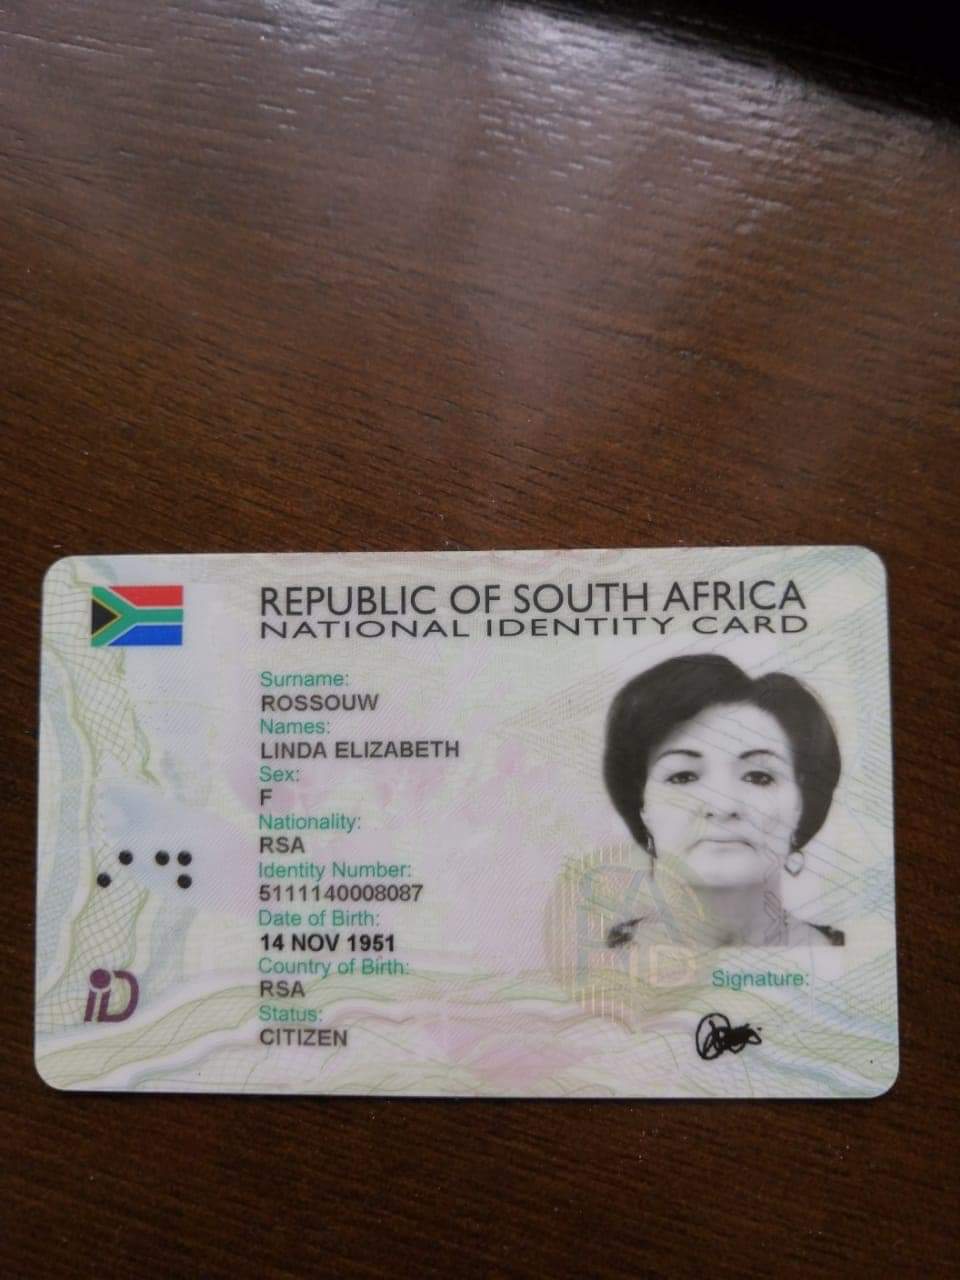 REPUBLIC OF SOUTH AFRICA
NATIONAL IDENTITY CARD
Surname:
ROSSOUW
Names:
LINDA ELIZABETH
Sex:
F
Nationality:
RSA
Identity Number:
5111140008087
Date of Birth:
14 NOV 1951
Country of Birth:
RSA
Status:
CITIZEN
Signature:
iD